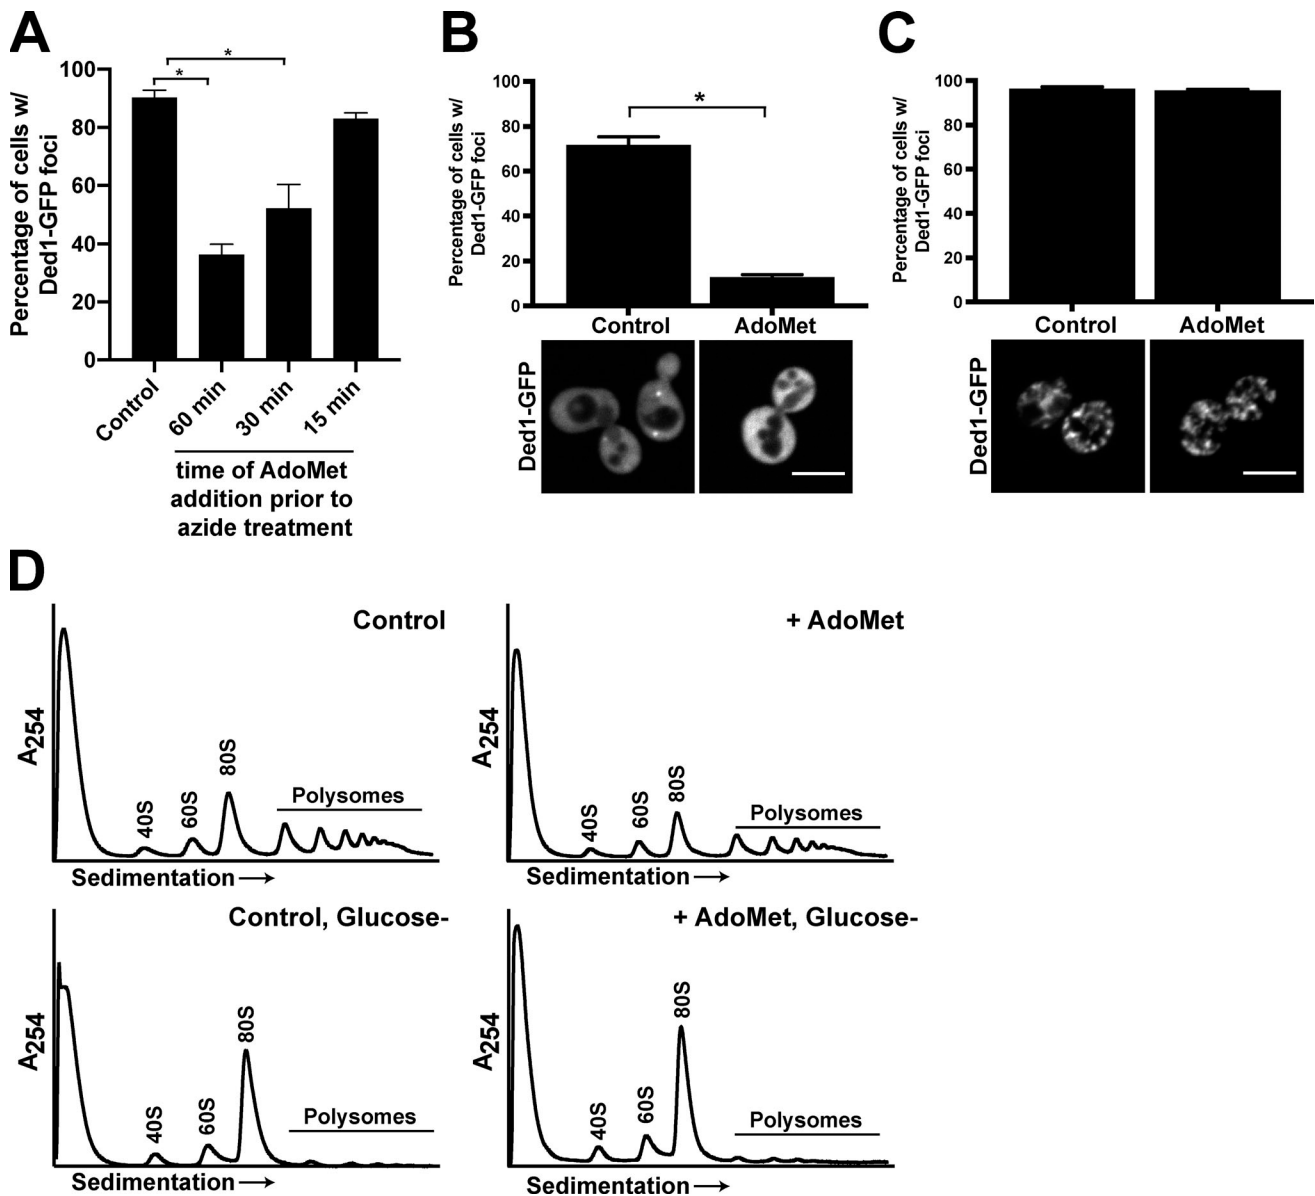 A
Percentage of cells w/
Ded1-GFP foci
100
80
60
40
20
0
*
*
Control
60 min
30 min
15 min
time of AdoMet
addition prior to
azide treatment
B
Percentage of cells w/
Ded1-GFP foci
100
80
60
40
20
0
*
Control
AdoMet
Ded1-GFP
C
Percentage of cells w/
Ded1-GFP foci
100
80
60
40
20
0
Control
AdoMet
Ded1-GFP
D
Control
A254
40S
60S
80S
Polysomes
Sedimentation →
+ AdoMet
A254
40S
60S
80S
Polysomes
Sedimentation →
Control, Glucose-
A254
40S
60S
80S
Polysomes
Sedimentation →
+ AdoMet, Glucose-
A254
40S
60S
80S
Polysomes
Sedimentation →